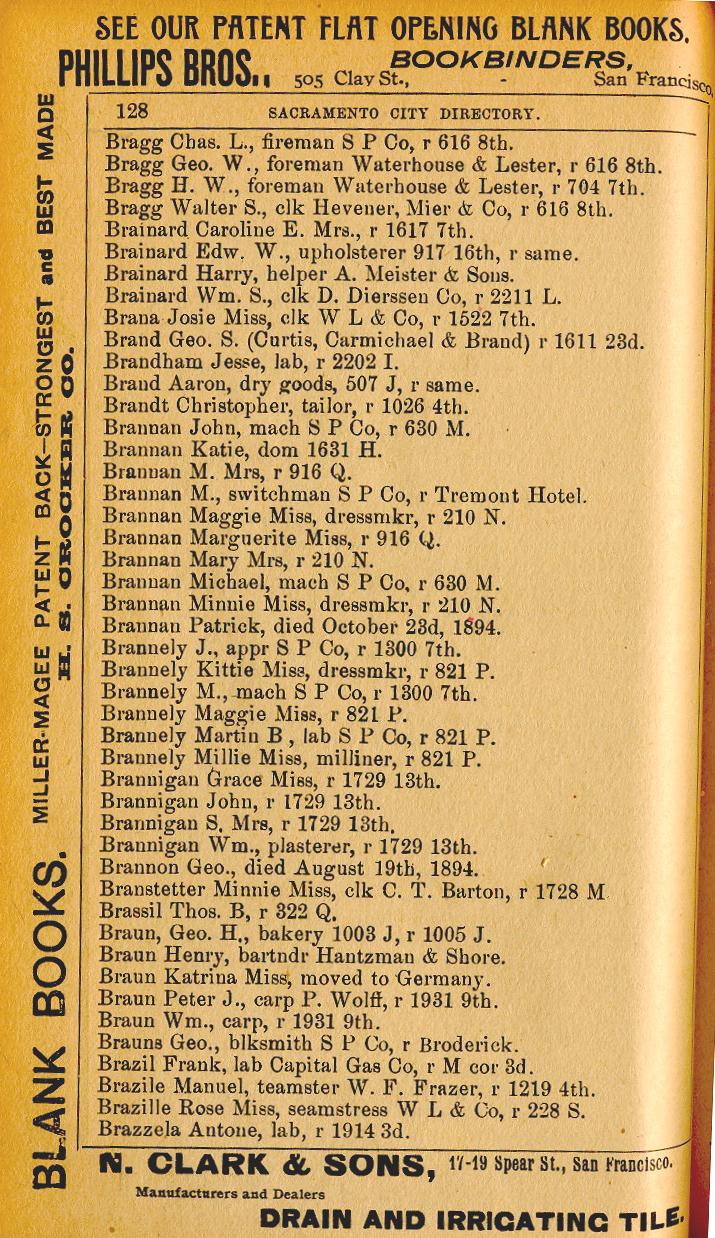 SEE OUR PATENT FLAT OPENING BLANK BOOKS.
PHILLIPS BROS., BOOKBINDERS,
505 Clay St., - San Francisco,
128 SACRAMENTO CITY DIRECTORY.
Bragg Chas. L., fireman S P Co, r 616 8th.
Bragg Geo. W., foreman Waterhouse & Lester, r 616 8th.
Bragg H. W., foreman Waterhouse & Lester, r 704 7th.
Bragg Walter S., clk Hevener, Mier & Co, r 616 8th.
Brainard Caroline E. Mrs., r 1617 7th.
Brainard Edw. W., upholsterer 917 16th, r same.
Brainard Harry, helper A. Meister & Sons.
Brainard Wm. S., clk D. Dierssen Co, r 2211 L.
Brana Josie Miss, clk W L & Co, r 1522 7th.
Brand Geo. S. (Curtis, Carmichael & Brand) r 1611 23d.
Brandham Jesse, lab, r 2202 I.
Brand Aaron, dry goods, 507 J, r same.
Brandt Christopher, tailor, r 1026 4th.
Brannan John, mach S P Co, r 630 M.
Brannan Katie, dom 1631 H.
Brannan M. Mrs, r 916 Q.
Brannan M., switchman S P Co, r Tremont Hotel.
Brannan Maggie Miss, dressmkr, r 210 N.
Brannan Marguerite Miss, r 916 Q.
Brannan Mary Mrs, r 210 N.
Brannan Michael, mach S P Co, r 630 M.
Brannan Minnie Miss, dressmkr, r 210 N.
Brannan Patrick, died October 23d, 1894.
Brannely J., appr S P Co, r 1300 7th.
Brannely Kittie Miss, dressmkr, r 821 P.
Brannely M., mach S P Co, r 1300 7th.
Brannely Maggie Miss, r 821 P.
Brannely Martin B , lab S P Co, r 821 P.
Brannely Millie Miss, milliner, r 821 P.
Brannigan Grace Miss, r 1729 13th.
Brannigan John, r 1729 13th.
Brannigan S. Mrs, r 1729 13th.
Brannigan Wm., plasterer, r 1729 13th.
Brannon Geo., died August 19th, 1894.
Branstetter Minnie Miss, clk C. T. Barton, r 1728 M
Brassil Thos. B, r 322 Q.
Braun, Geo. H., bakery 1003 J, r 1005 J.
Braun Henry, bartndr Hantzman & Shore.
Braun Katrina Miss, moved to Germany.
Braun Peter J., carp P. Wolff, r 1931 9th.
Braun Wm., carp, r 1931 9th.
Brauns Geo., blksmith S P Co, r Broderick.
Brazil Frank, lab Capital Gas Co, r M cor 3d.
Brazile Manuel, teamster W. F. Frazer, r 1219 4th.
Brazille Rose Miss, seamstress W L & Co, r 228 S.
Brazzela Antone, lab, r 1914 3d.
N. CLARK & SONS, 17-19 Spear St., San Francisco.
Manufacturers and Dealers
DRAIN AND IRRIGATING TILE.
BLANK BOOKS. MILLER-MAGEE PATENT BACK—STRONGEST and BEST MADE
H. S. CROCKER CO.